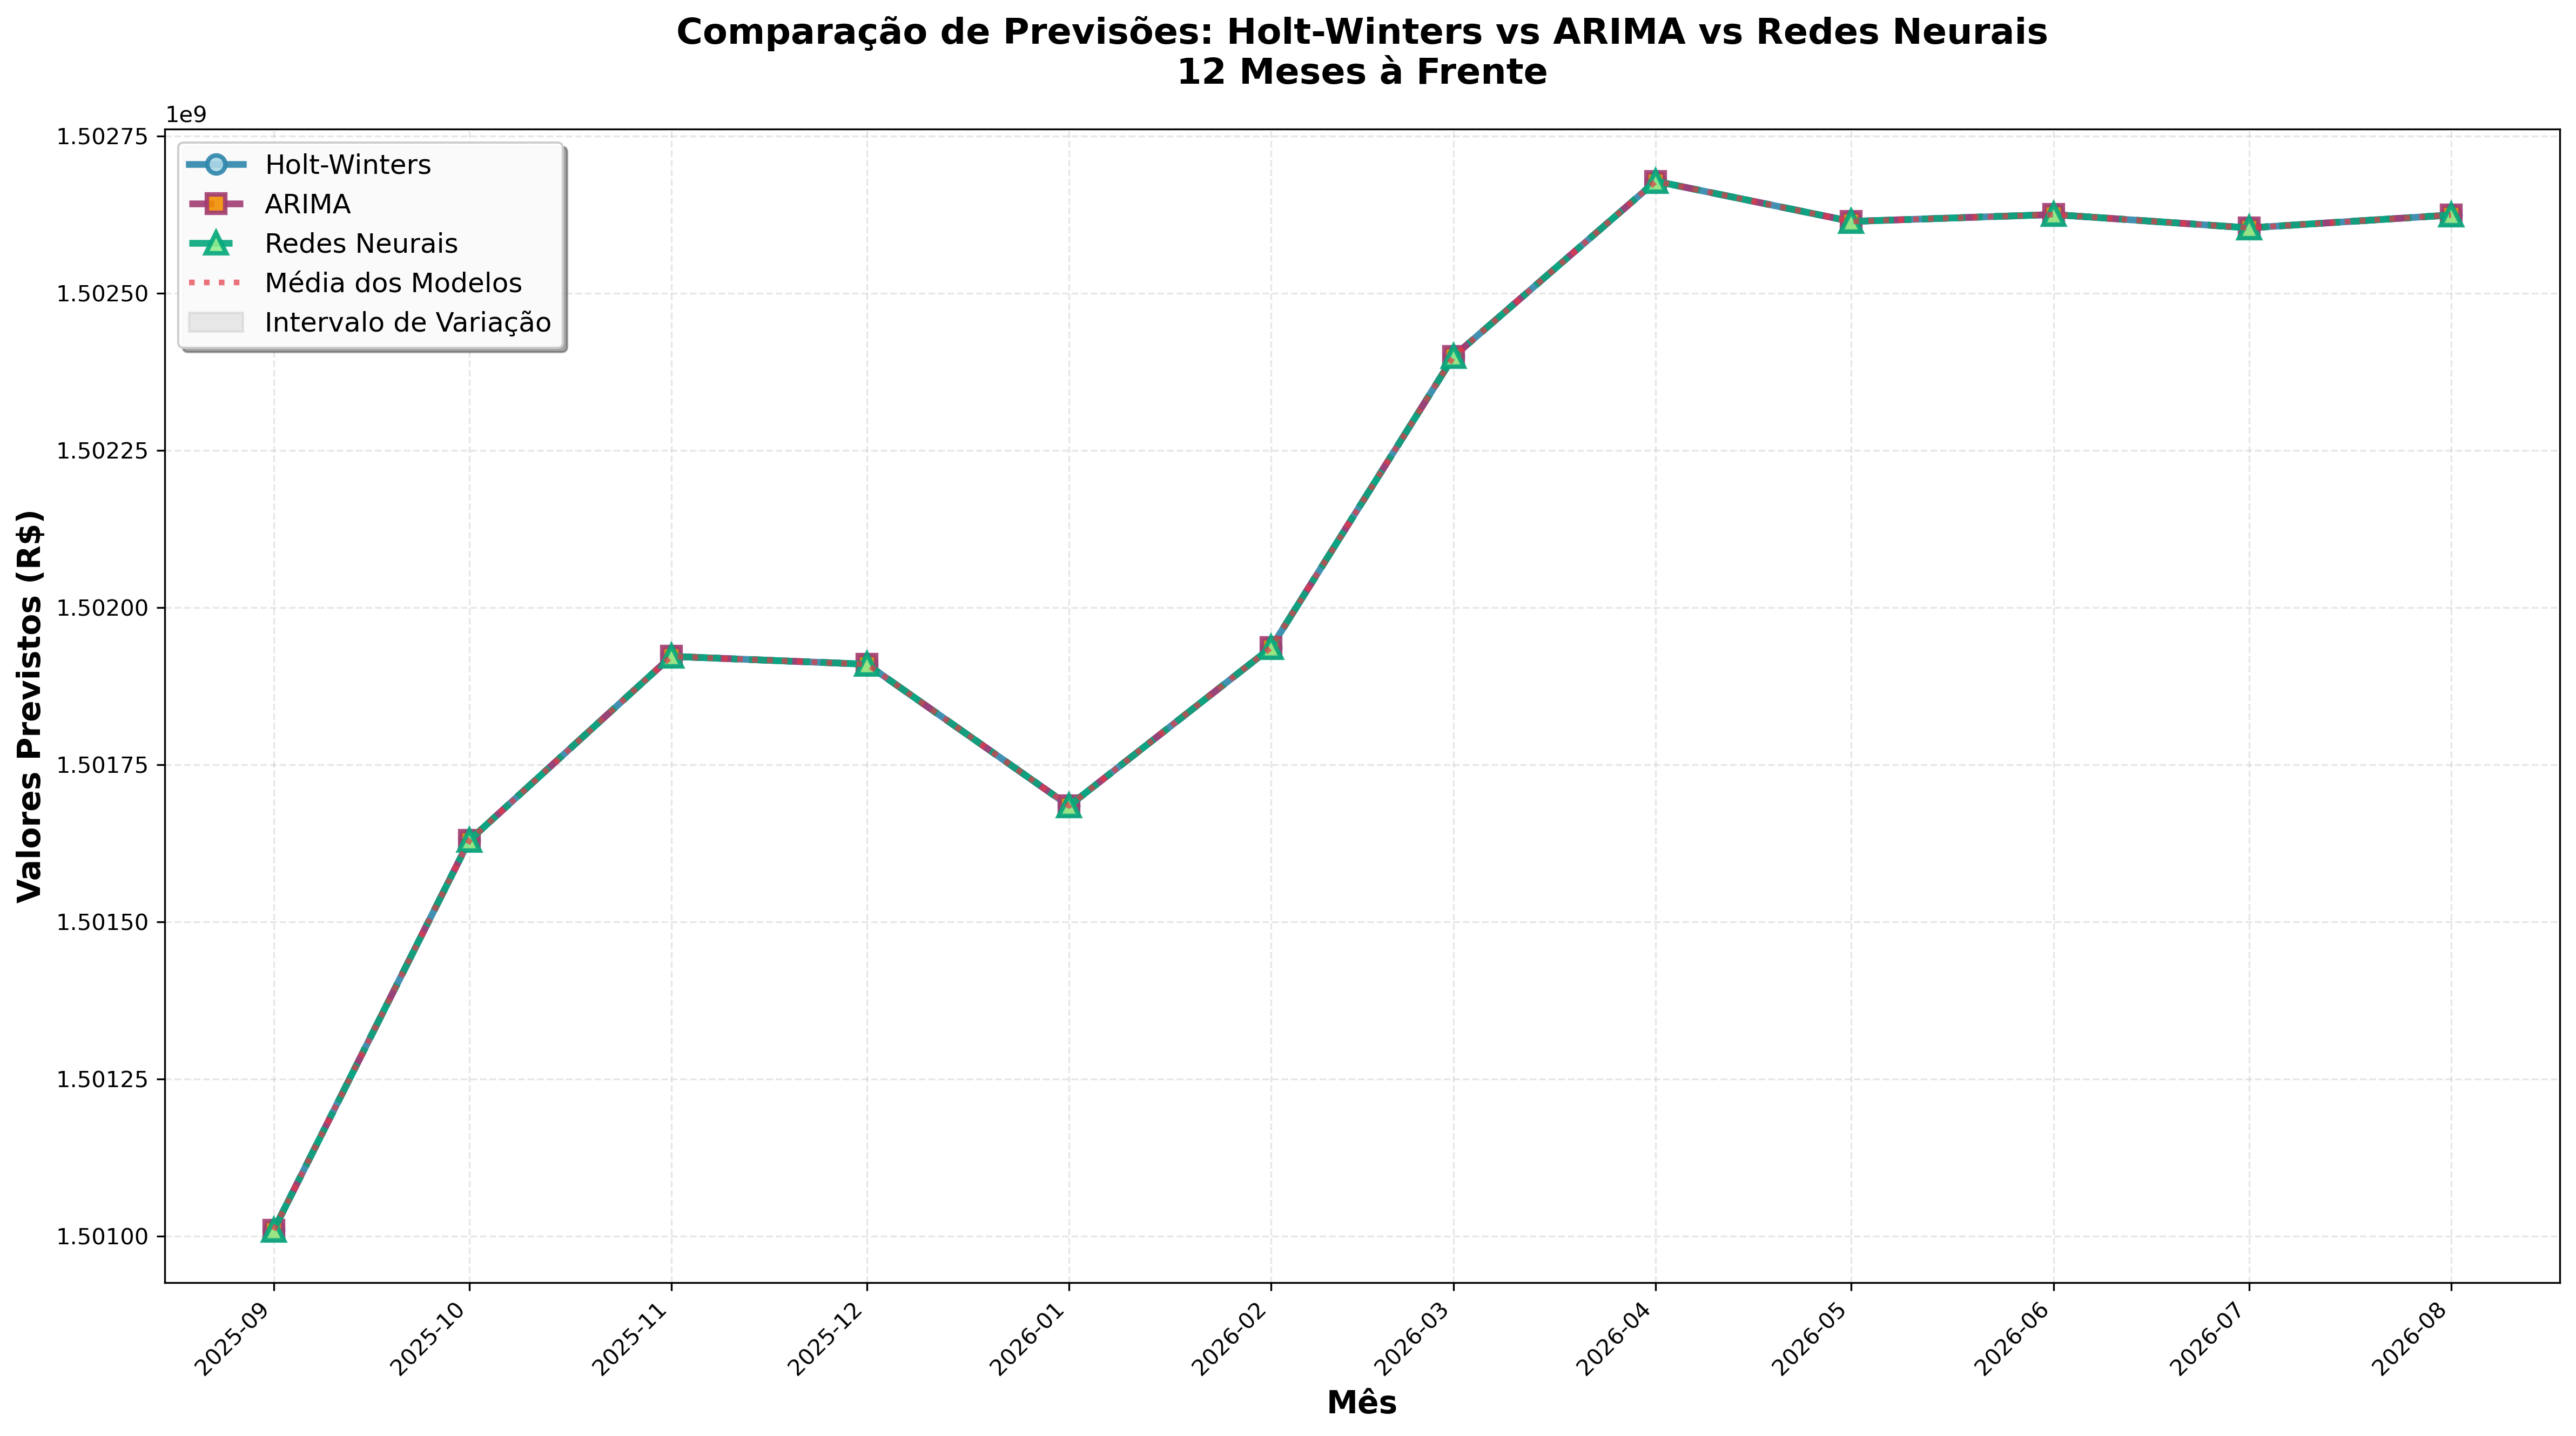 Comparação de Previsões: Holt-Winters vs ARIMA vs Redes Neurais
12 Meses à Frente
1e9
1.50275
1.50250
1.50225
1.50200
1.50175
1.50150
1.50125
1.50100
Valores Previstos (R$)
Holt-Winters
ARIMA
Redes Neurais
Média dos Modelos
Intervalo de Variação
2025-09
2025-10
2025-11
2025-12
2026-01
2026-02
2026-03
2026-04
2026-05
2026-06
2026-07
2026-08
Mês